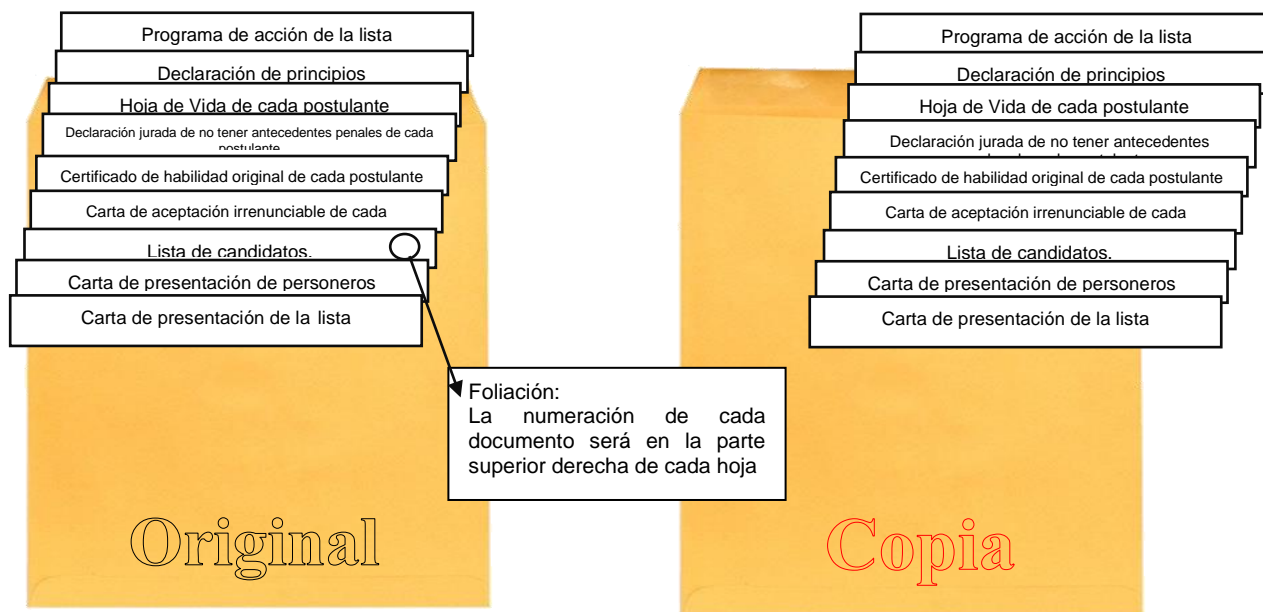 Programa de acción de la lista
Declaración de principios
Hoja de Vida de cada postulante
Declaración jurada de no tener antecedentes penales de cada
postulante
Certificado de habilidad original de cada postulante
Carta de aceptación irrenunciable de cada
Lista de candidatos.
Carta de presentación de personeros
Carta de presentación de la lista
Foliación:
La numeración de cada
documento será en la parte
superior derecha de cada hoja
Original
Programa de acción de la lista
Declaración de principios
Hoja de Vida de cada postulante
Declaración jurada de no tener antecedentes
Certificado de habilidad original de cada postulante
Carta de aceptación irrenunciable de cada
Lista de candidatos.
Carta de presentación de personeros
Carta de presentación de la lista
Copia